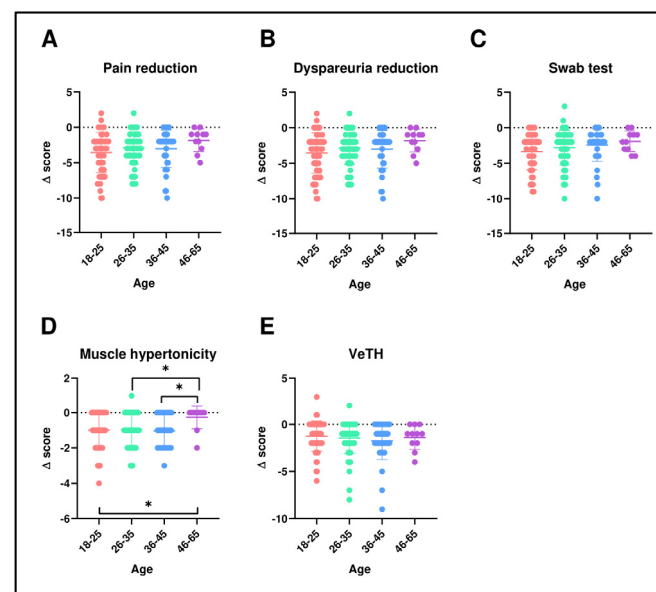 A
Pain reduction
5
0
-5
-10
-15
Δ score
18-25
26-35
36-45
46-65
Age
B
Dyspareuria reduction
5
0
-5
-10
-15
Δ score
18-25
26-35
36-45
46-65
Age
C
Swab test
5
0
-5
-10
-15
Δ score
18-25
26-35
36-45
46-65
Age
D
Muscle hypertonicity
2
0
-2
-4
-6
Δ score
*
*
*
18-25
26-35
36-45
46-65
Age
E
VeTH
5
0
-5
-10
Δ score
18-25
26-35
36-45
46-65
Age